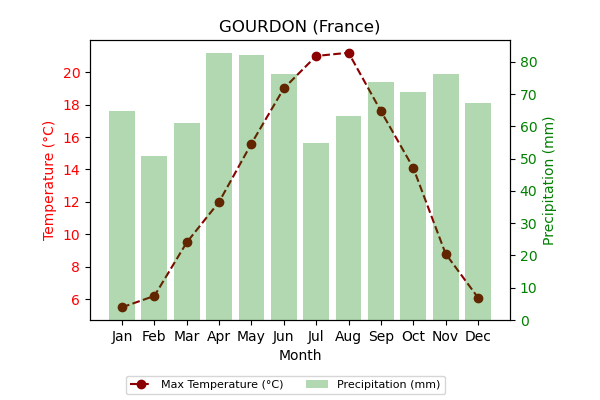 GOURDON (France)
Temperature (°C)
20
18
16
14
12
10
8
6
80
70
60
50
40
30
20
10
0
Precipitation (mm)
Jan Feb Mar Apr May Jun Jul Aug Sep Oct Nov Dec
Month
Max Temperature (°C) Precipitation (mm)